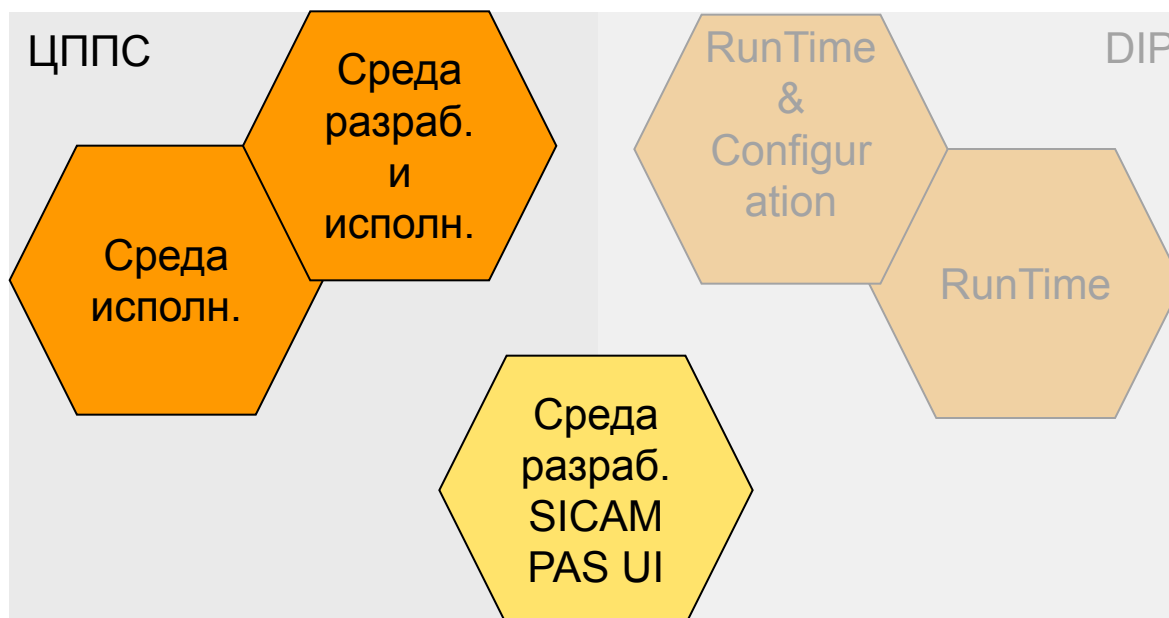 ЦППС
Среда
разраб.
и
исполн.
Среда
исполн.
RunTime
&
Configur
ation
DIP
RunTime
Среда
разраб.
SICAM
PAS UI